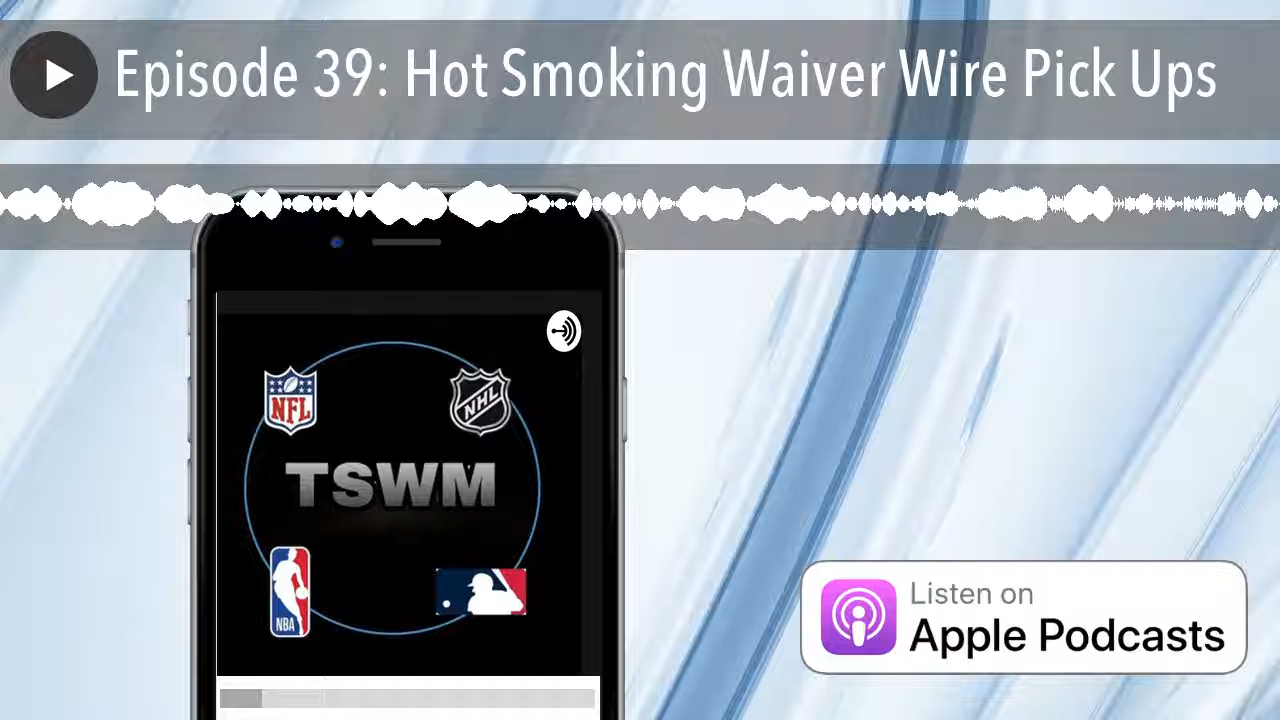 Episode 39: Hot Smoking Waiver Wire Pick Ups
NFL
NHL
TSWM
NBA
Listen on
Apple Podcasts